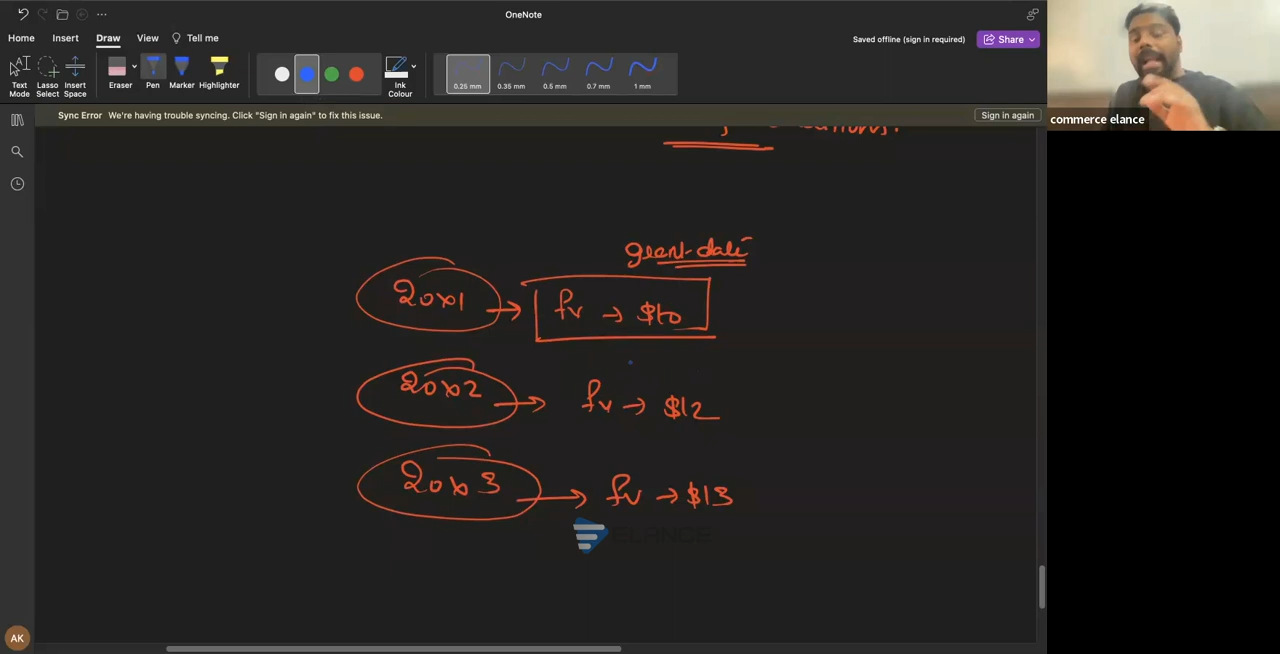 OneNote
Home Insert Draw View Tell me
Saved offline (sign in required) Share
Text Mode
Lasso Select
Insert Space
Eraser
Pen
Marker
Highlighter
Ink Colour
0.25 mm 0.35 mm 0.5 mm 0.7 mm 1 mm
Sync Error We're having trouble syncing. Click "Sign in again" to fix this issue. Sign in again
commerce elance
grant-date
20x1 → fv → $10
20x2 → fv → $12
20x3 → fv → $13
ELANCE
AK